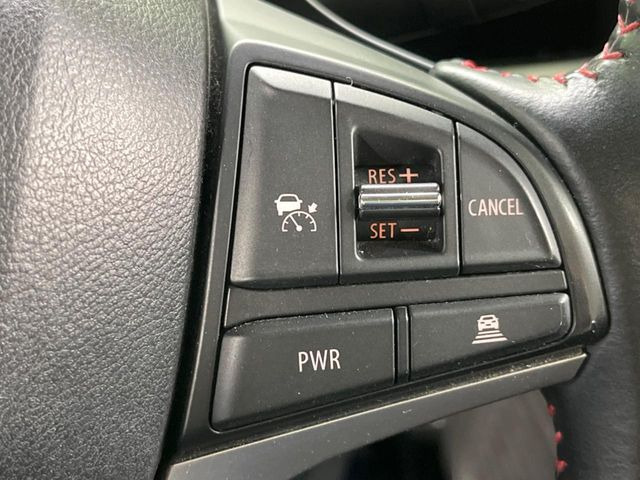 RES +
SET -
CANCEL
PWR